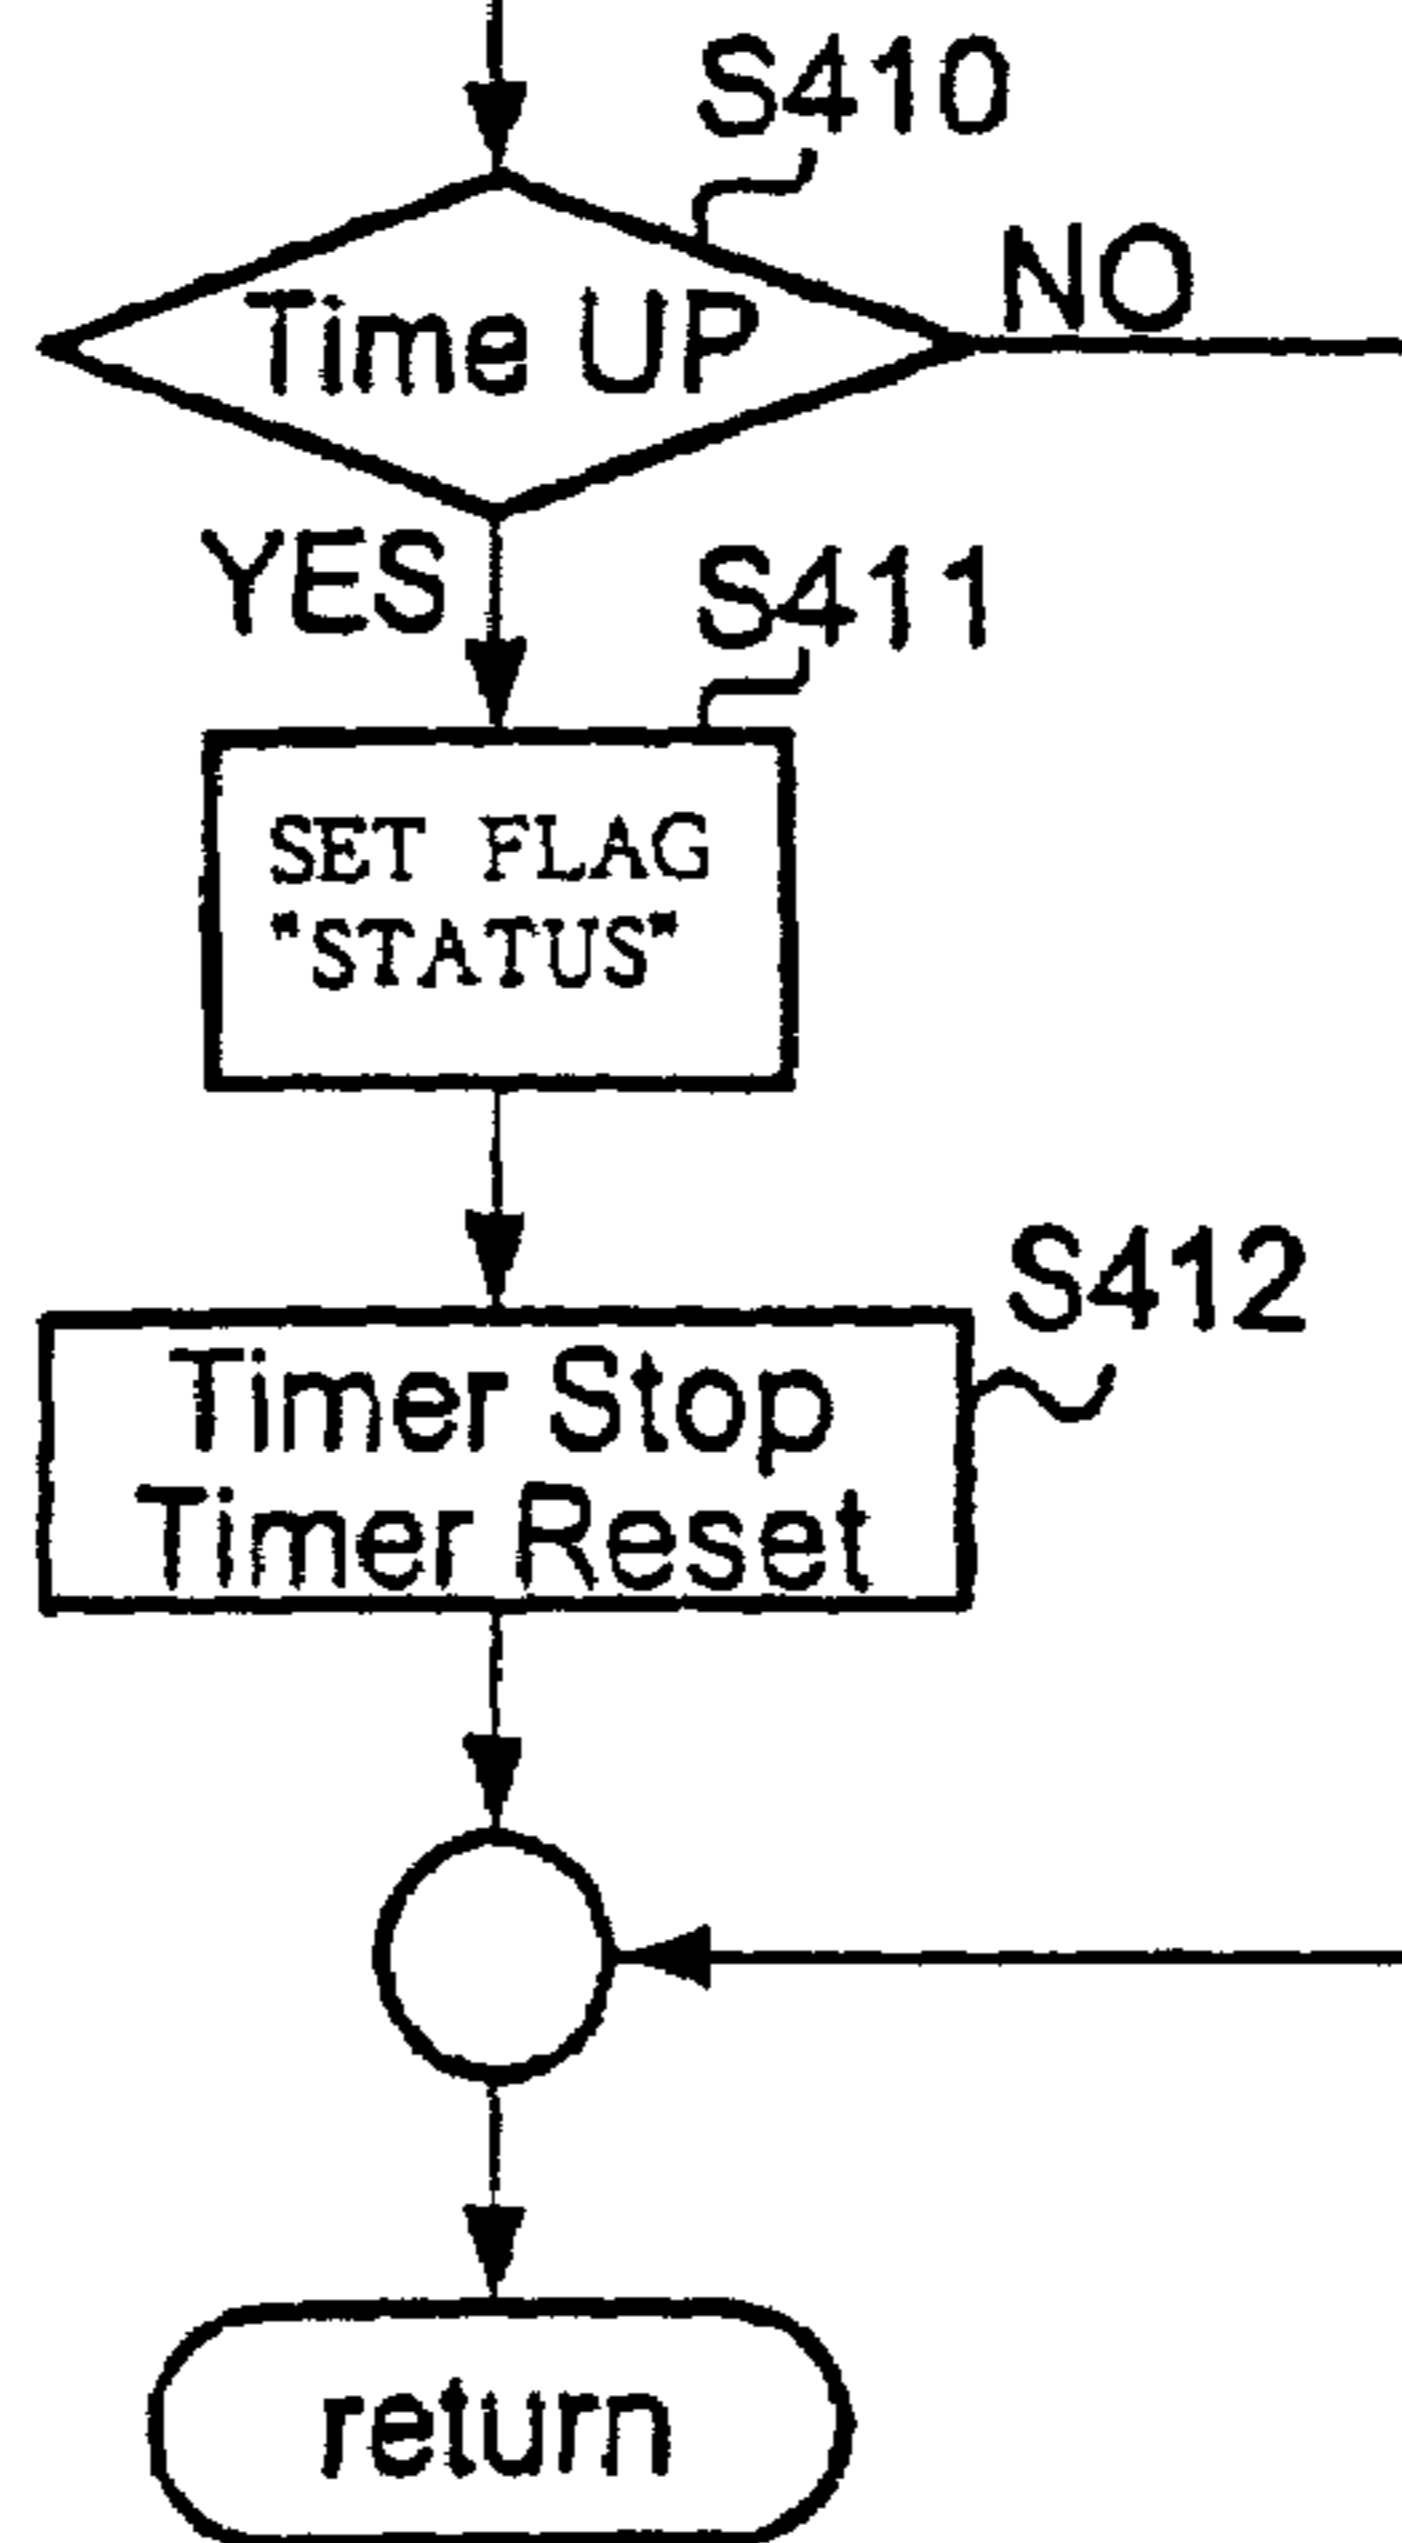 S410
Time UP
NO
YES
S411
SET FLAG
"STATUS"
S412
Timer Stop
Timer Reset
return